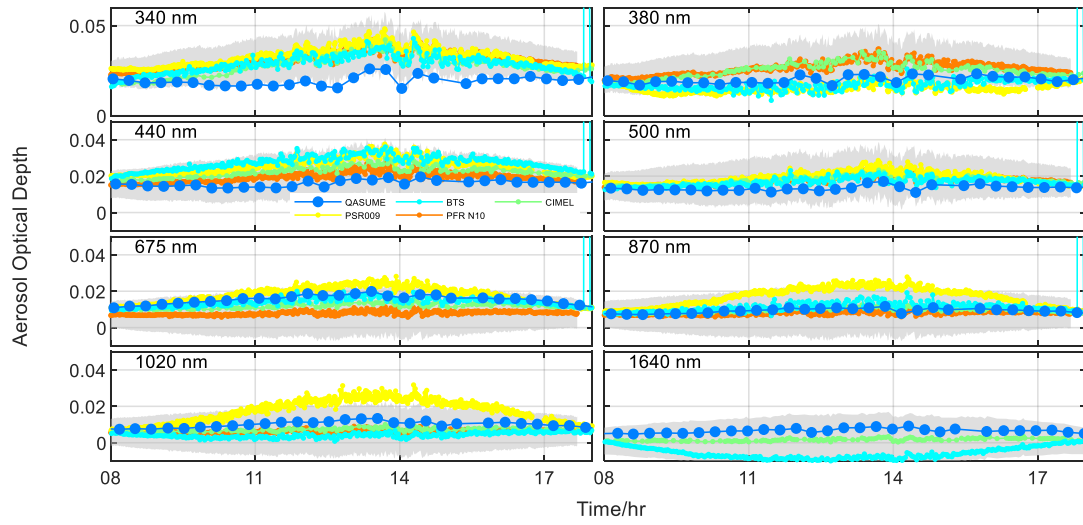 340 nm
380 nm
0.05
0
440 nm
500 nm
0.04
0.02
0
QASUME BTS CIMEL
PSR009 PFR N10
675 nm
870 nm
0.04
0.02
0
1020 nm
1640 nm
0.04
0.02
0
08 11 14 17 08 11 14 17
Aerosol Optical Depth
Time/hr